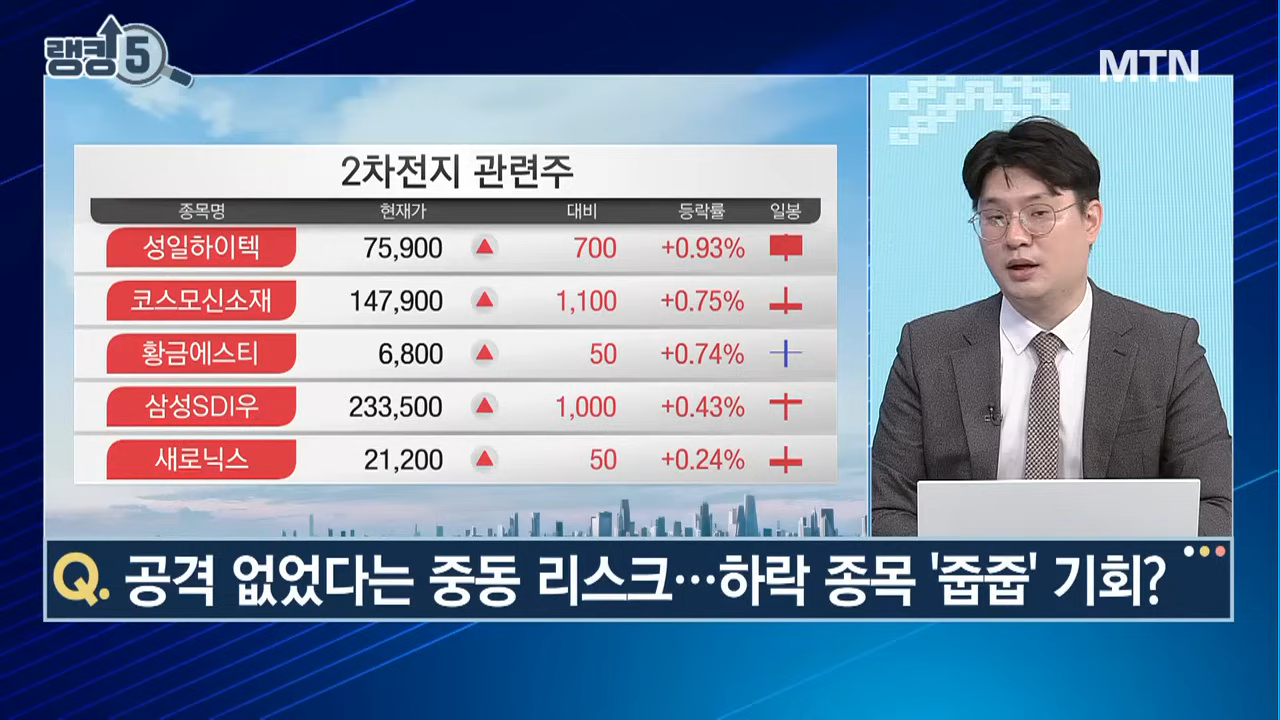 랭킹5
MTN
2차전지 관련주
종목명 현재가 대비 등락률 일봉
성일하이텍 75,900 ▲ 700 +0.93%
코스모신소재 147,900 ▲ 1,100 +0.75%
황금에스티 6,800 ▲ 50 +0.74%
삼성SDI우 233,500 ▲ 1,000 +0.43%
새로닉스 21,200 ▲ 50 +0.24%
Q. 공격 없었다는 중동 리스크…하락 종목 '줍줍' 기회?